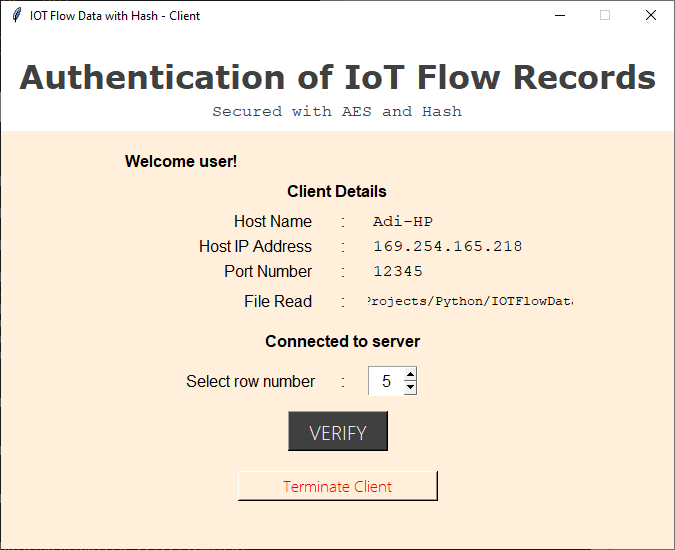 IOT Flow Data with Hash - Client
Authentication of IoT Flow Records
Secured with AES and Hash
Welcome user!
Client Details
Host Name : Adi-HP
Host IP Address : 169.254.165.218
Port Number : 12345
File Read : Projects/Python/IOTFlowData
Connected to server
Select row number : 5
VERIFY
Terminate Client